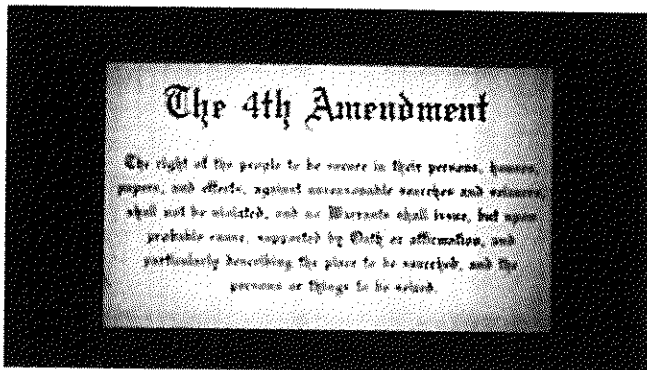 The 4th Amendment
The right of the people to be secure in their persons, houses,
papers, and effects, against unreasonable searches and seizures,
shall not be violated, and no Warrants shall issue, but upon
probable cause, supported by Oath or affirmation, and
particularly describing the place to be searched, and the
persons or things to be seized.